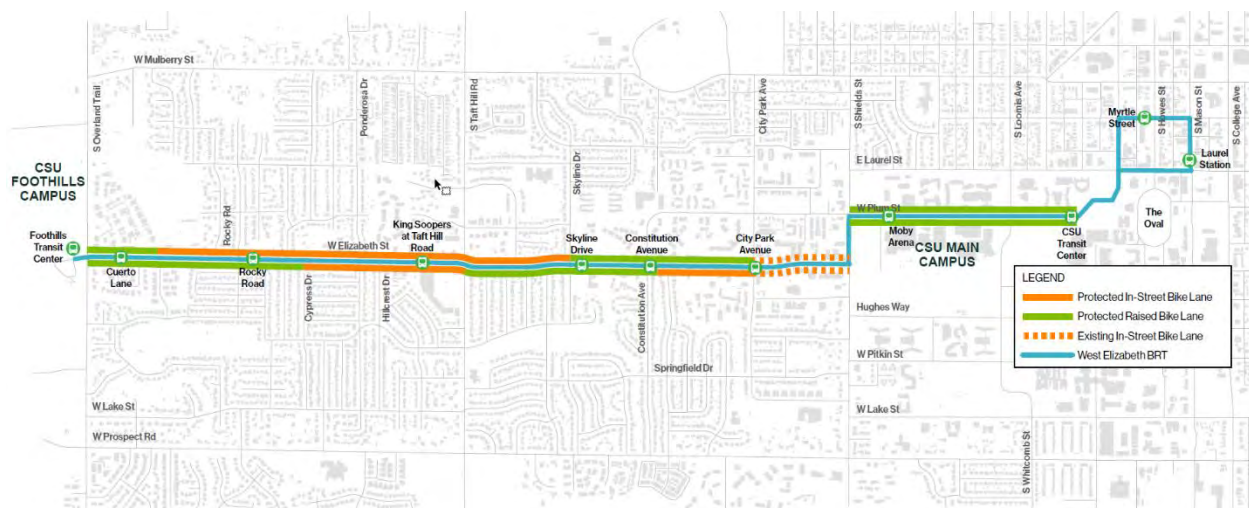 W Mulberry St
S Overland Trail
Ponderosa Dr
S Taft Hill Rd
City Park Ave
S Shields St
S Loomis Ave
Myrtle
Street
S Howes St
S Mason St
S College Ave
E Laurel St
Laurel
Station
CSU
FOOTHILLS
CAMPUS
Skyline Dr
Rocky Rd
W Plum St
Moby
Arena
CSU MAIN
CAMPUS
CSU
Transit
Center
The
Oval
Foothills
Transit
Center
W Elizabeth St
King Soopers
at Taft Hill
Road
Skyline
Drive
Constitution
Avenue
City Park
Avenue
Cuerto
Lane
Rocky
Road
Cypress Dr
Hillcrest Dr
Constitution Ave
Hughes Way
LEGEND
Protected In-Street Bike Lane
Protected Raised Bike Lane
Existing In-Street Bike Lane
West Elizabeth BRT
W Pitkin St
Springfield Dr
W Lake St
W Lake St
W Prospect Rd
S Whitcomb St